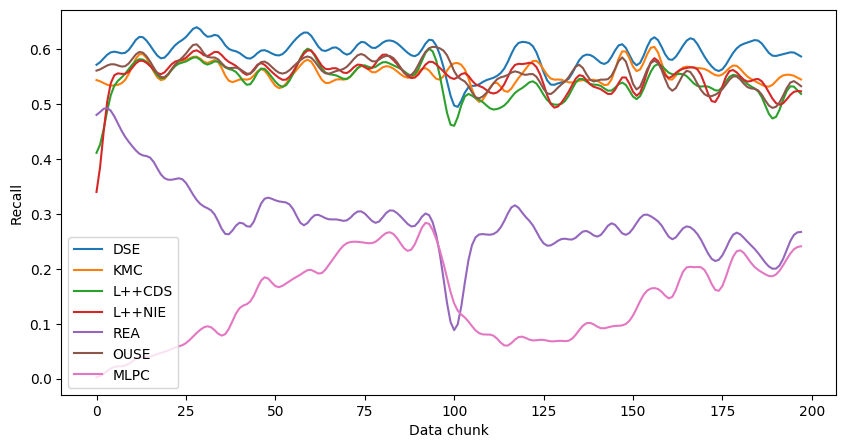 0.6
0.5
0.4
0.3
0.2
0.1
0.0
Recall
DSE
KMC
L++CDS
L++NIE
REA
OUSE
MLPC
0 25 50 75 100 125 150 175 200
Data chunk